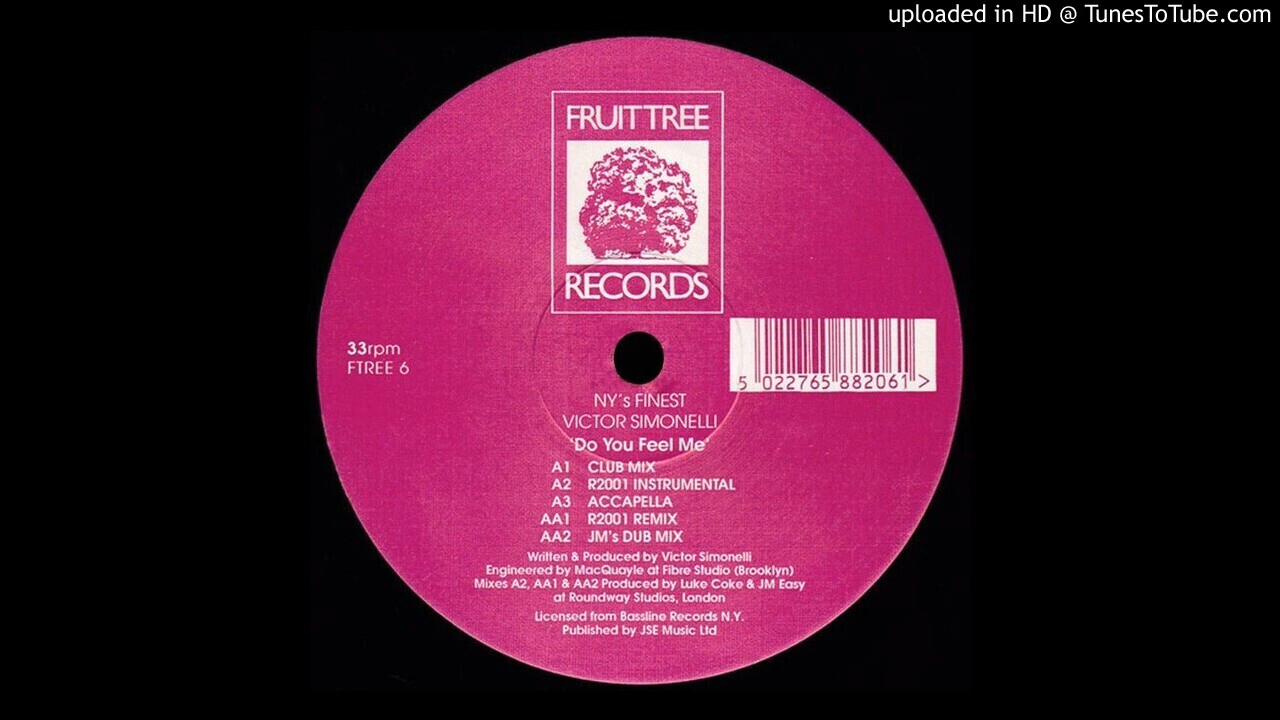 uploaded in HD @ TunesToTube.com
FRUITTREE
RECORDS
33rpm
FTREE 6
5 022765 882061 >
NY's FINEST
VICTOR SIMONELLI
'Do You Feel Me'
A1 CLUB MIX
A2 R2001 INSTRUMENTAL
A3 ACCAPELLA
AA1 R2001 REMIX
AA2 JM's DUB MIX
Written & Produced by Victor Simonelli
Engineered by MacQuayle at Fibre Studio (Brooklyn)
Mixes A2, AA1 & AA2 Produced by Luke Coke & JM Easy
at Roundway Studios, London
Licensed from Bassline Records N.Y.
Published by JSE Music Ltd